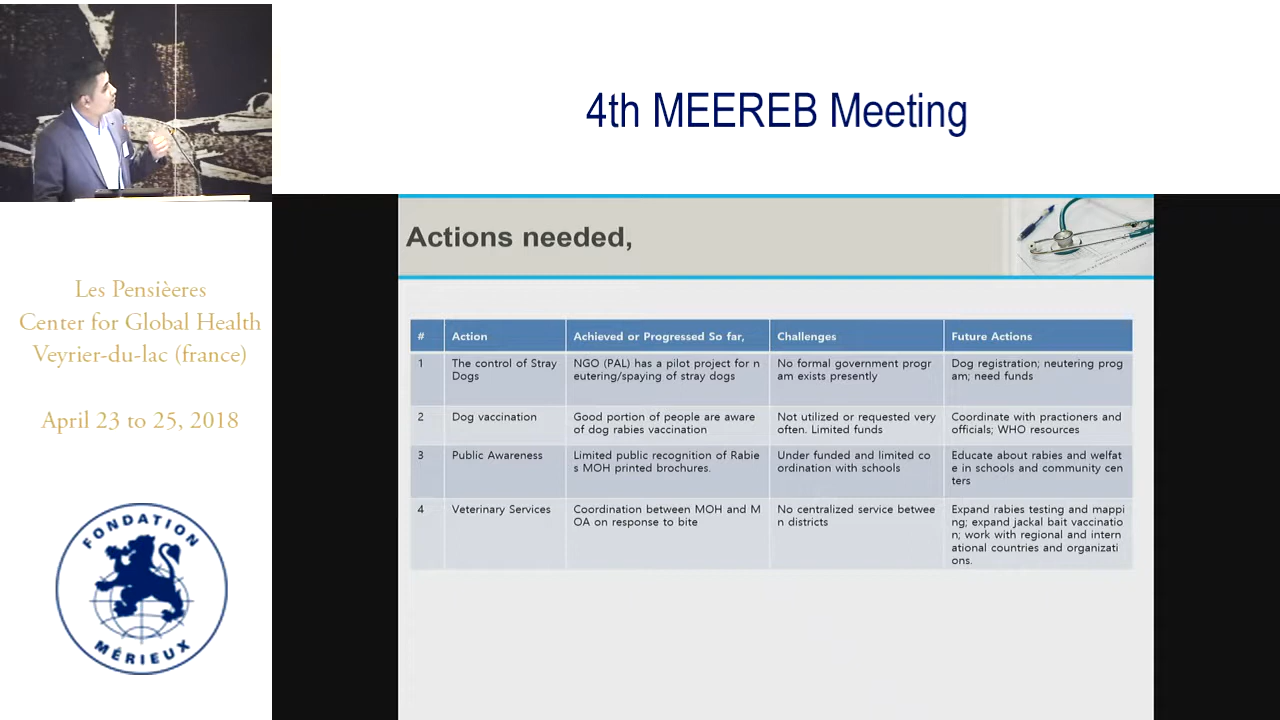 4th MEEREB Meeting
Les Pensièeres
Center for Global Health
Veyrier-du-lac (france)
April 23 to 25, 2018
FONDATION
MÉRIEUX
Actions needed,
# Action Achieved or Progressed So far, Challenges Future Actions
1 The control of Stray NGO (PAL) has a pilot project for n No formal government progr Dog registration; neutering prog
Dogs eutering/spaying of stray dogs am exists presently am; need funds
2 Dog vaccination Good portion of people are aware Not utilized or requested very Coordinate with practioners and
of dog rabies vaccination often. Limited funds officials; WHO resources
3 Public Awareness Limited public recognition of Rabie Under funded and limited co Educate about rabies and welfat
s MOH printed brochures. ordination with schools e in schools and community cen
ters
4 Veterinary Services Coordination between MOH and M No centralized service betwee Expand rabies testing and mappi
OA on response to bite n districts ng; expand jackal bait vaccinatio
n; work with regional and intern
ational countries and organizati
ons.